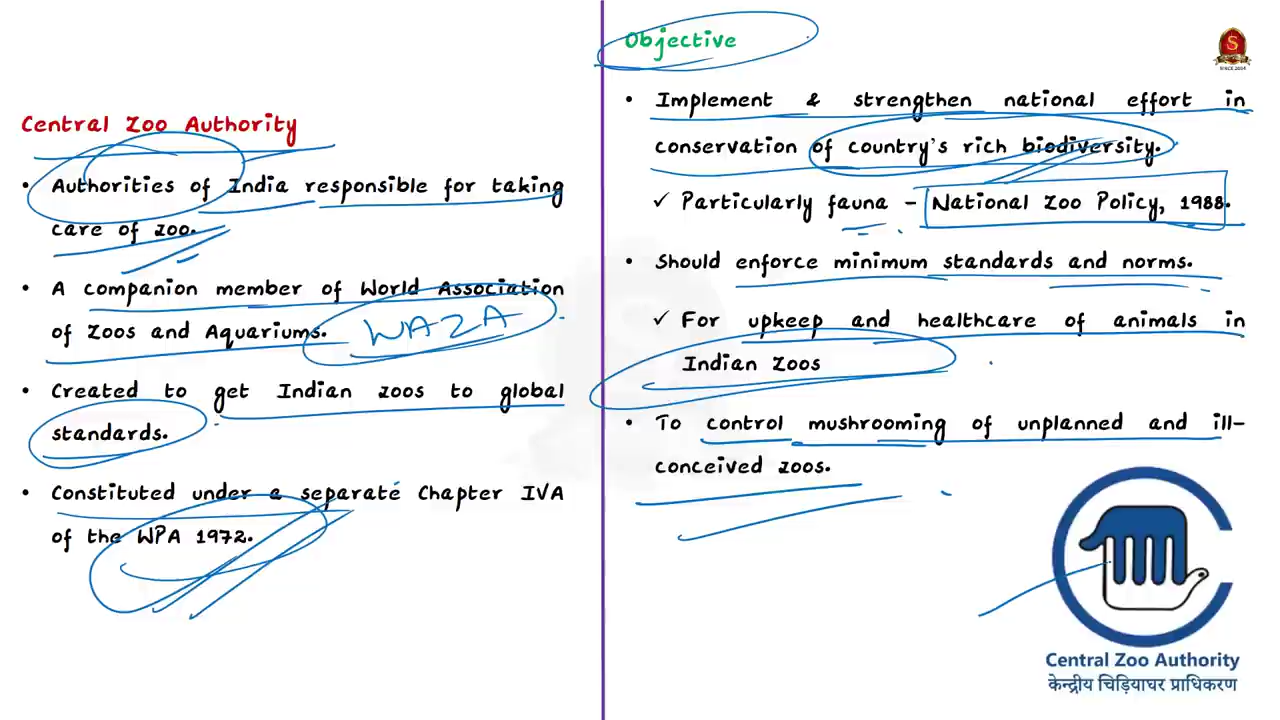 Central Zoo Authority
• Authorities of India responsible for taking
care of zoo.
• A companion member of World Association
of Zoos and Aquariums. WAZA
• Created to get Indian zoos to global
standards.
• Constituted under a separate Chapter IVA
of the WPA 1972.
Objective
• Implement & strengthen national effort in
conservation of country's rich biodiversity.
✓ Particularly fauna - National Zoo Policy, 1988.
• Should enforce minimum standards and norms.
✓ For upkeep and healthcare of animals in
Indian Zoos
• To control mushrooming of unplanned and ill-
conceived zoos.
S
SINCE 2004
Central Zoo Authority
केन्द्रीय चिड़ियाघर प्राधिकरण